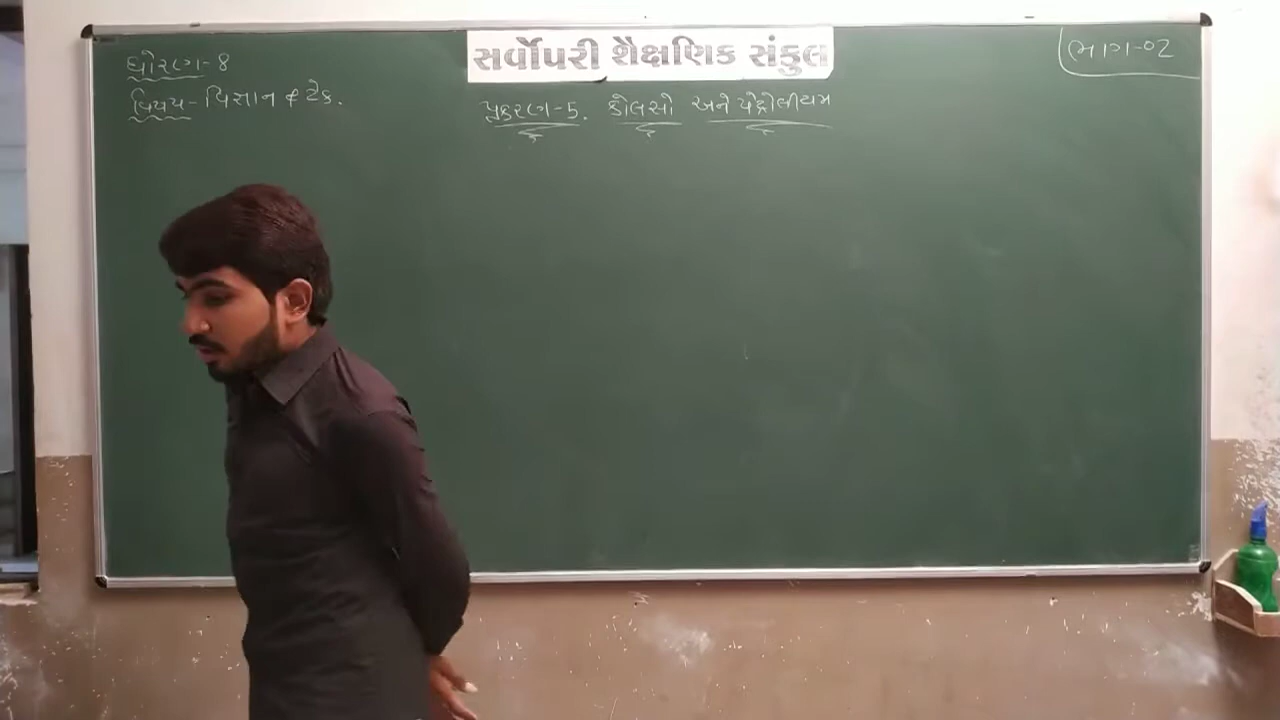 સર્વોપરી શૈક્ષણિક સંકુલ
ધોરણ-8
ભાગ-02
વિષય- વિજ્ઞાન & ટેક.
પ્રકરણ-5. કોલસો અને પેટ્રોલીયમ